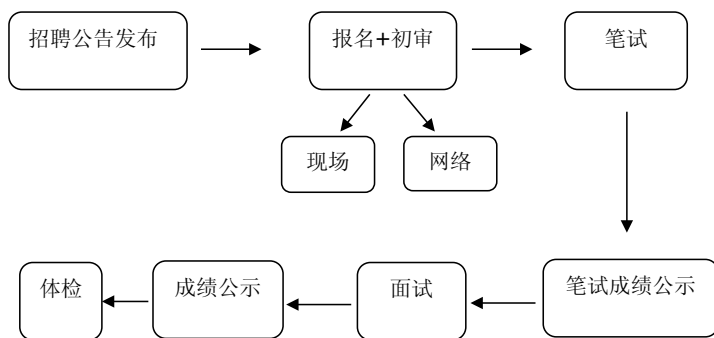 招聘公告发布
报名+初审
笔试
现场
网络
体检
成绩公示
面试
笔试成绩公示